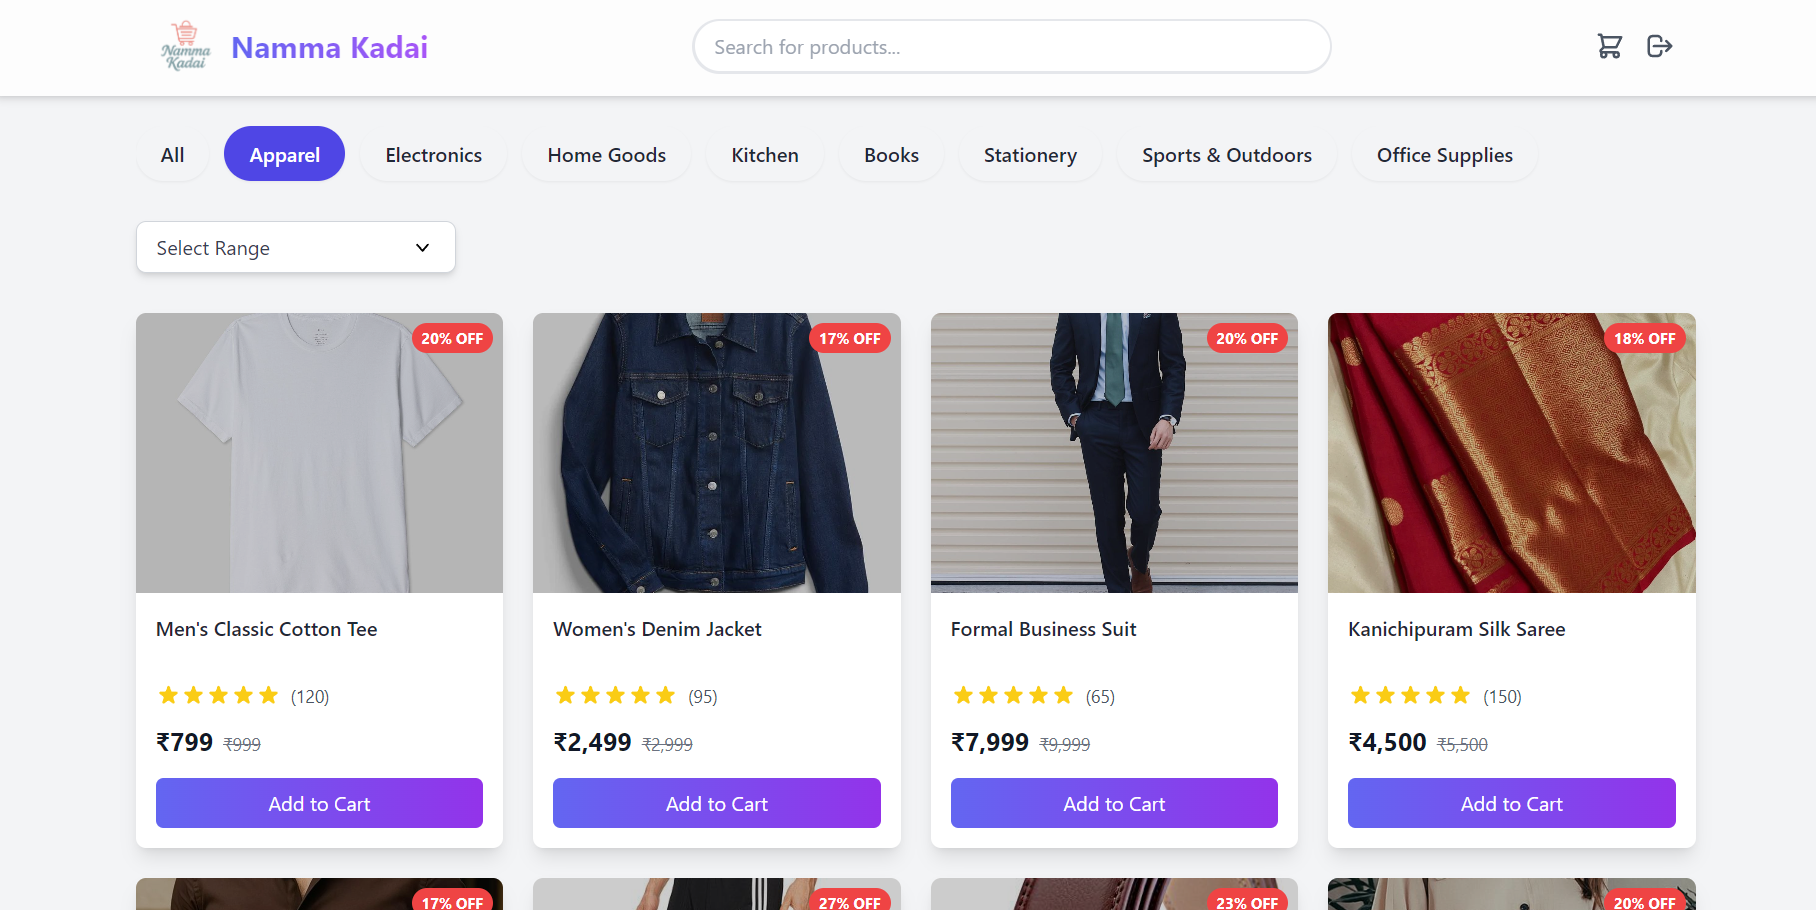 Namma
Kadai
Namma Kadai
Search for products...
All
Apparel
Electronics
Home Goods
Kitchen
Books
Stationery
Sports & Outdoors
Office Supplies
Select Range
20% OFF
17% OFF
20% OFF
18% OFF
Men's Classic Cotton Tee
Women's Denim Jacket
Formal Business Suit
Kanichipuram Silk Saree
(120)
(95)
(65)
(150)
₹799 ₹999
₹2,499 ₹2,999
₹7,999 ₹9,999
₹4,500 ₹5,500
Add to Cart
Add to Cart
Add to Cart
Add to Cart
17% OFF
27% OFF
23% OFF
20% OFF